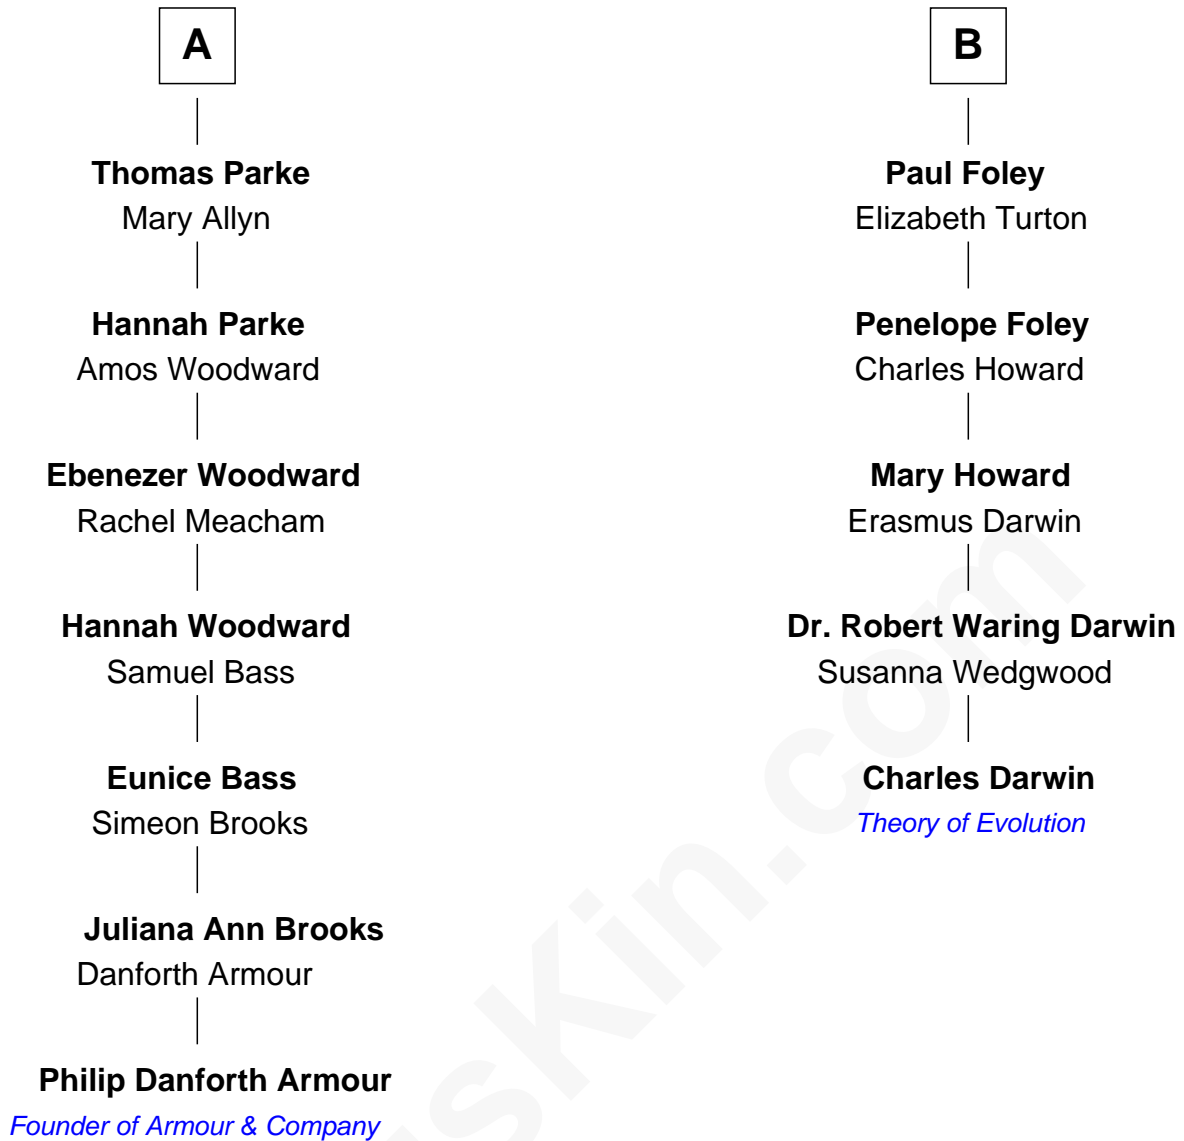 A
Thomas Parke
Mary Allyn
Hannah Parke
Amos Woodward
Ebenezer Woodward
Rachel Meacham
Hannah Woodward
Samuel Bass
Eunice Bass
Simeon Brooks
Juliana Ann Brooks
Danforth Armour
Philip Danforth Armour
Founder of Armour & Company
B
Paul Foley
Elizabeth Turton
Penelope Foley
Charles Howard
Mary Howard
Erasmus Darwin
Dr. Robert Waring Darwin
Susanna Wedgwood
Charles Darwin
Theory of Evolution
usKin.com